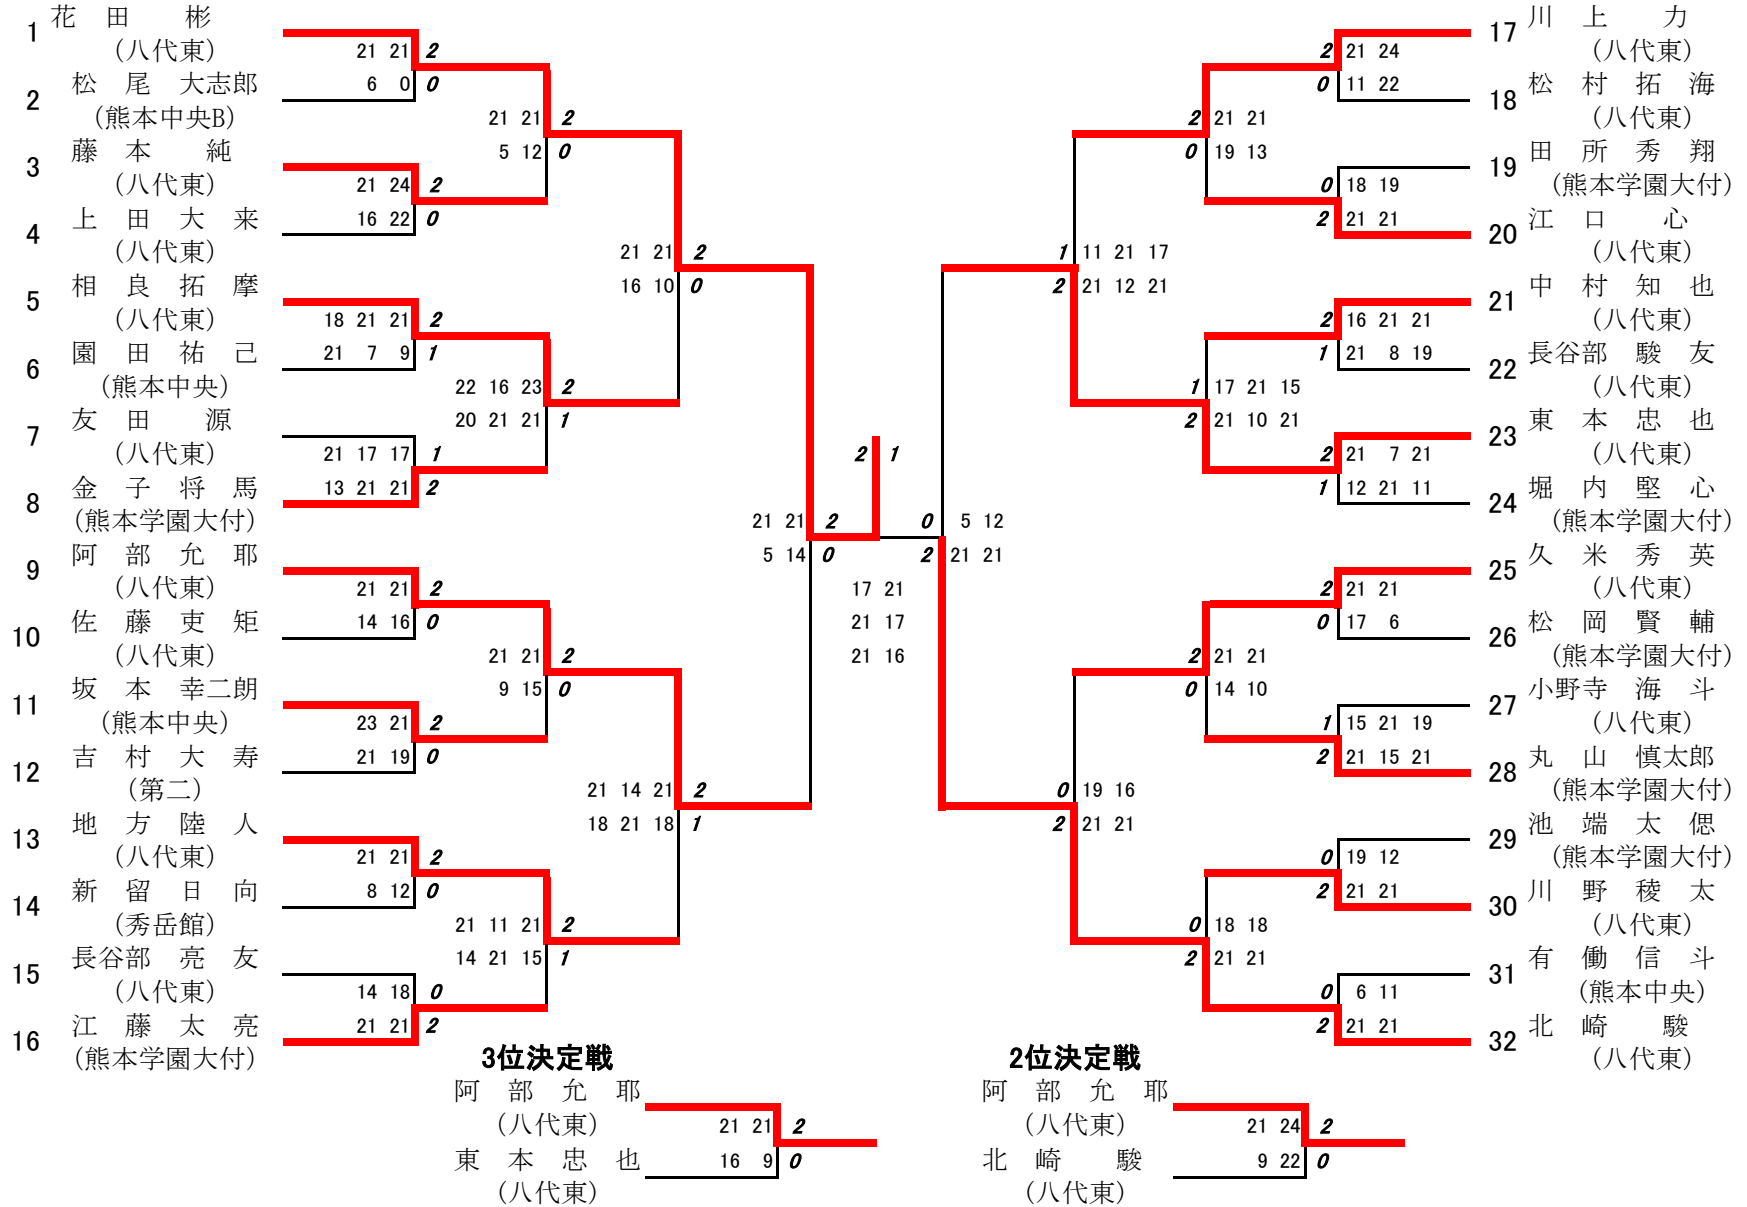 1 花田 彬
(八代東)
21 21 2
2 松尾 大志郎
6 0 0
(熊本中央B)
21 21 2
5 12 0
3 藤本 純
(八代東)
21 24 2
4 上田大来
16 22 0
(八代東)
21 21 2
16 10 0
5 相良拓摩
(八代東)
18 21 21 2
6 園田祐己
21 7 9 1
(熊本中央)
22 16 23 2
20 21 21 1
7 友田 源
(八代東)
21 17 17 1
8 金子将馬
13 21 21 2
(熊本学園大付)
21 21 2
5 14 0
9 阿部允耶
(八代東)
21 21 2
10 佐藤吏矩
14 16 0
(八代東)
21 21 2
9 15 0
11 坂本 幸二朗
(熊本中央)
23 21 2
12 吉村大寿
21 19 0
(第二)
21 14 21 2
18 21 18 1
13 地方陸人
(八代東)
21 21 2
14 新留日向
8 12 0
(秀岳館)
21 11 21 2
14 21 15 1
15 長谷部 亮友
(八代東)
14 18 0
16 江藤太亮
21 21 2
(熊本学園大付)
2 1
17 21
21 17
21 16
17 川上 力
(八代東)
2 21 24
18 松村拓海
0 11 22
(八代東)
2 21 21
0 19 13
19 田所秀翔
(熊本学園大付)
0 18 19
20 江口 心
2 21 21
(八代東)
1 11 21 17
2 21 12 21
21 中村知也
(八代東)
2 16 21 21
22 長谷部 駿友
1 21 8 19
(八代東)
1 17 21 15
2 21 10 21
23 東本忠也
(八代東)
2 21 7 21
24 堀内堅心
1 12 21 11
(熊本学園大付)
0 5 12
2 21 21
25 久米秀英
(八代東)
2 21 21
26 松岡賢輔
0 17 6
(熊本学園大付)
2 21 21
0 14 10
27 小野寺 海斗
(八代東)
1 15 21 19
28 丸山 慎太郎
2 21 15 21
(熊本学園大付)
0 19 16
2 21 21
29 池端太偲
(熊本学園大付)
0 19 12
30 川野稜太
2 21 21
(八代東)
0 18 18
2 21 21
31 有働信斗
(熊本中央)
0 6 11
32 北崎 駿
2 21 21
(八代東)
3位決定戦
阿部允耶
(八代東)
21 21 2
東本忠也
16 9 0
(八代東)
2位決定戦
阿部允耶
(八代東)
21 24 2
北崎 駿
9 22 0
(八代東)